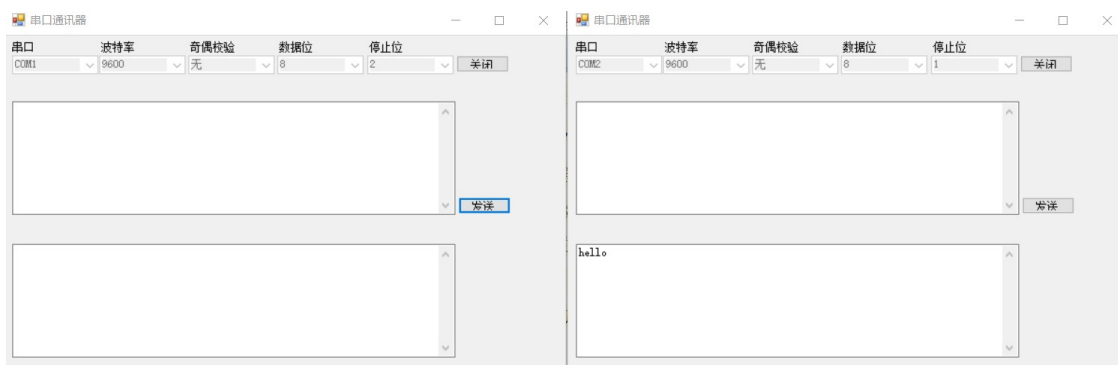 串口通讯器
串口 波特率 奇偶校验 数据位 停止位
COM1 9600 无 8 2 关闭
发送
串口通讯器
串口 波特率 奇偶校验 数据位 停止位
COM2 9600 无 8 1 关闭
发送
hello